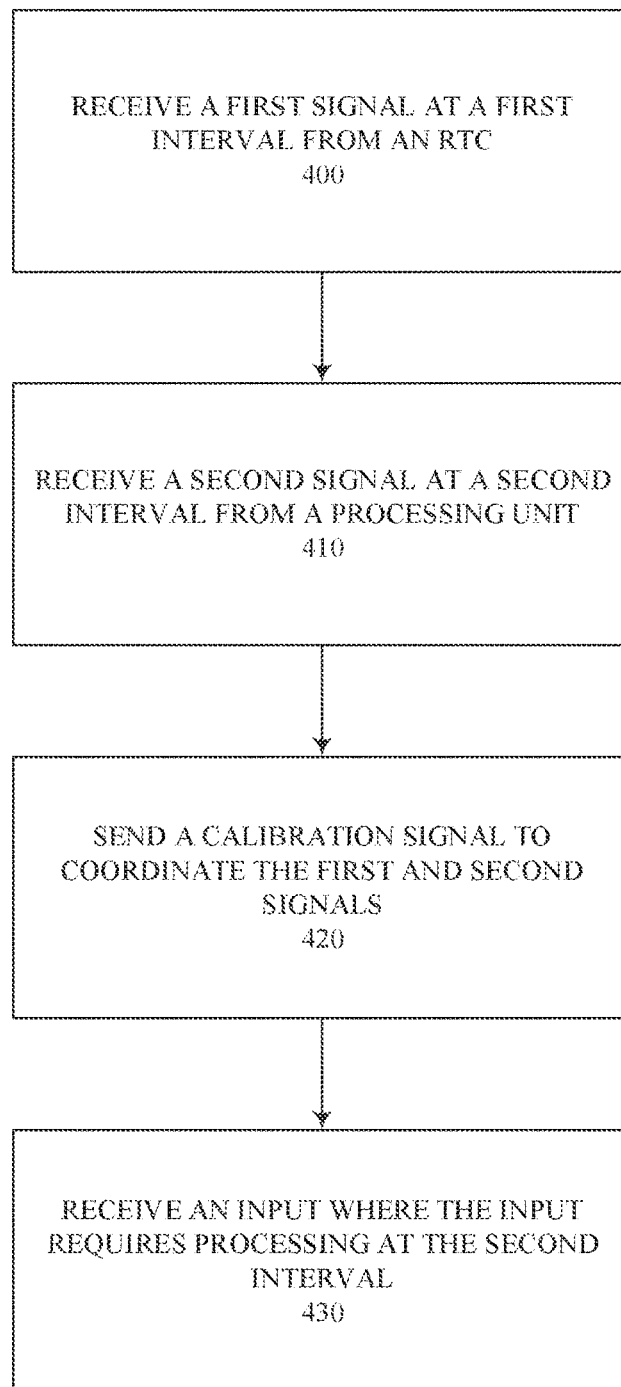 RECEIVE A FIRST SIGNAL AT A FIRST
INTERVAL FROM AN RTC
400
RECEIVE A SECOND SIGNAL AT A SECOND
INTERVAL FROM A PROCESSING UNIT
410
SEND A CALIBRATION SIGNAL TO
COORDINATE THE FIRST AND SECOND
SIGNALS
420
RECEIVE AN INPUT WHERE THE INPUT
REQUIRES PROCESSING AT THE SECOND
INTERVAL
430